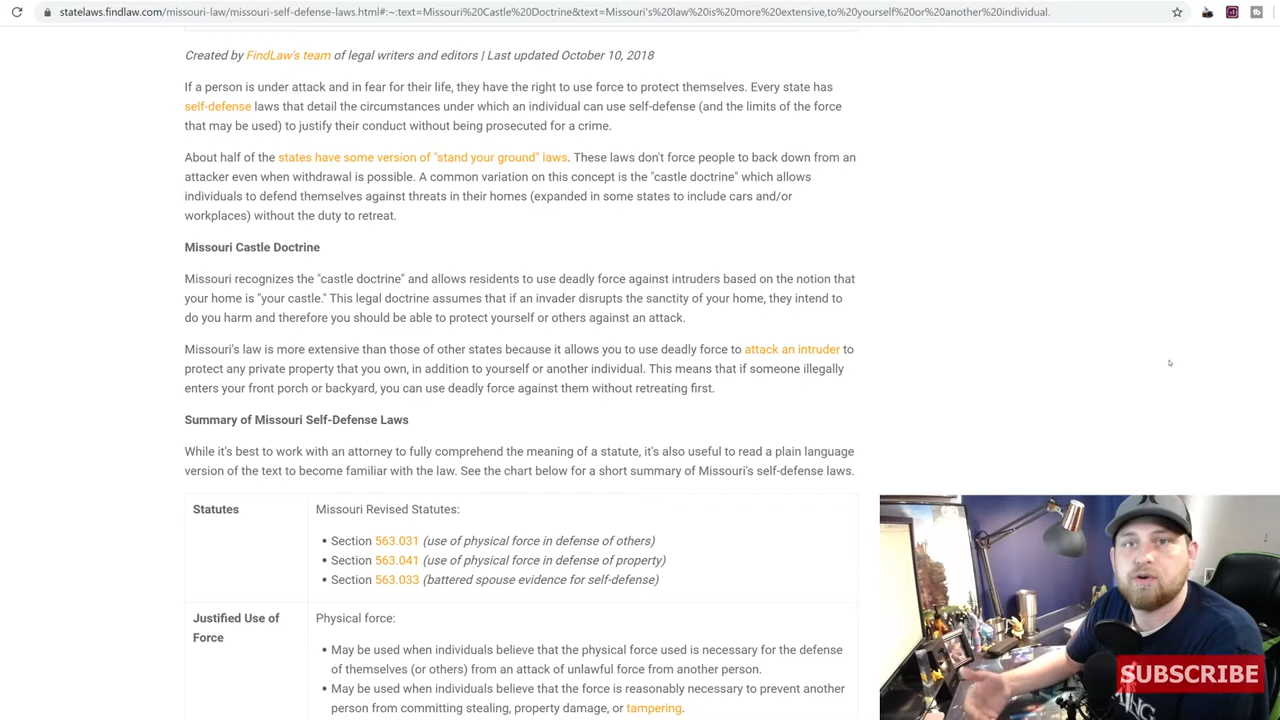 statelaws.findlaw.com/missouri-law/missouri-self-defense-laws.html#:~:text=Missouri%20Castle%20Doctrine&text=Missouri's%20law%20is%20more%20extensive,to%20yourself%20or%20another%20individual.
Created by FindLaw's team of legal writers and editors | Last updated October 10, 2018
If a person is under attack and in fear for their life, they have the right to use force to protect themselves. Every state has
self-defense laws that detail the circumstances under which an individual can use self-defense (and the limits of the force
that may be used) to justify their conduct without being prosecuted for a crime.
About half of the states have some version of "stand your ground" laws. These laws don't force people to back down from an
attacker even when withdrawal is possible. A common variation on this concept is the "castle doctrine" which allows
individuals to defend themselves against threats in their homes (expanded in some states to include cars and/or
workplaces) without the duty to retreat.
Missouri Castle Doctrine
Missouri recognizes the "castle doctrine" and allows residents to use deadly force against intruders based on the notion that
your home is "your castle." This legal doctrine assumes that if an invader disrupts the sanctity of your home, they intend to
do you harm and therefore you should be able to protect yourself or others against an attack.
Missouri's law is more extensive than those of other states because it allows you to use deadly force to attack an intruder to
protect any private property that you own, in addition to yourself or another individual. This means that if someone illegally
enters your front porch or backyard, you can use deadly force against them without retreating first.
Summary of Missouri Self-Defense Laws
While it's best to work with an attorney to fully comprehend the meaning of a statute, it's also useful to read a plain language
version of the text to become familiar with the law. See the chart below for a short summary of Missouri's self-defense laws.
Statutes
Missouri Revised Statutes:
• Section 563.031 (use of physical force in defense of others)
• Section 563.041 (use of physical force in defense of property)
• Section 563.033 (battered spouse evidence for self-defense)
Justified Use of
Force
Physical force:
• May be used when individuals believe that the physical force used is necessary for the defense
of themselves (or others) from an attack of unlawful force from another person.
• May be used when individuals believe that the force is reasonably necessary to prevent another
person from committing stealing, property damage, or tampering.
SUBSCRIBE